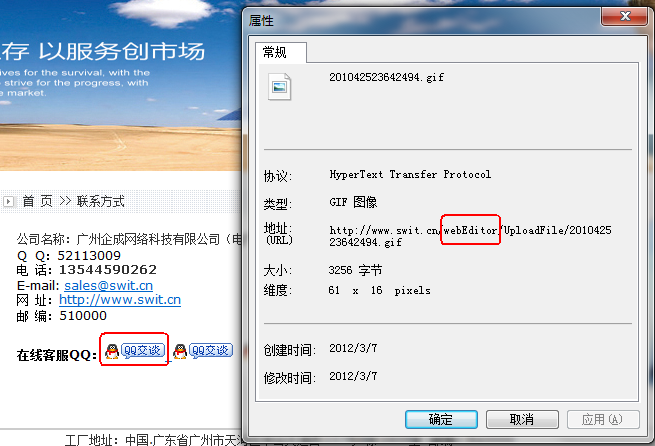 存 以服务创市场
ives for the survival, with the
strive for the progress, with
he market.
首 页 >> 联系方式
公司名称：广州企成网络科技有限公司（电
Q Q：52113009
电 话：13544590262
E-mail: sales@swit.cn
网 址：http://www.swit.cn
邮 编：510000
在线客服QQ：QQ交谈 QQ交谈
工厂地址：中国.广东省广州市天
属性
常规
201042523642494.gif
协议： HyperText Transfer Protocol
类型： GIF 图像
地址： http://www.swit.cn/webEditor/UploadFile/2010425
(URL) 23642494.gif
大小： 3256 字节
维度： 61 x 16 pixels
创建时间： 2012/3/7
修改时间： 2012/3/7
确定 取消 应用(A)